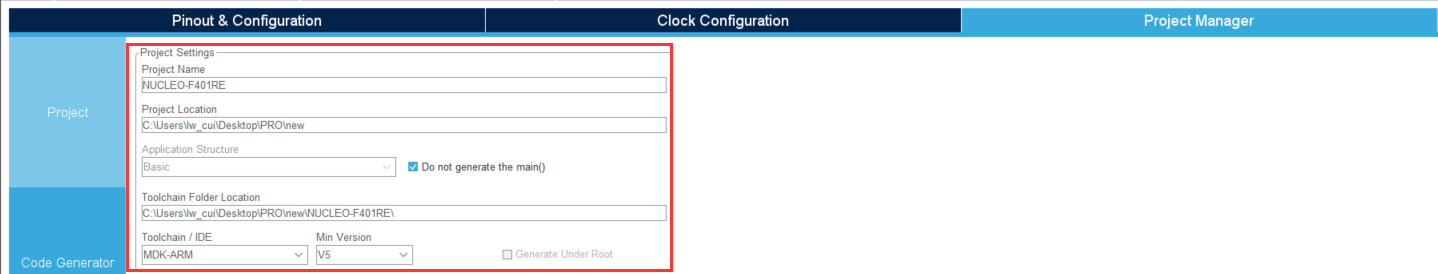 Pinout & Configuration
Clock Configuration
Project Manager
Project
Code Generator
Project Settings
Project Name
NUCLEO-F401RE
Project Location
C:\Users\lw_cui\Desktop\PRO\new
Application Structure
Basic
Do not generate the main()
Toolchain Folder Location
C:\Users\lw_cui\Desktop\PRO\new\NUCLEO-F401RE\
Toolchain / IDE
Min Version
MDK-ARM
V5
Generate Under Root